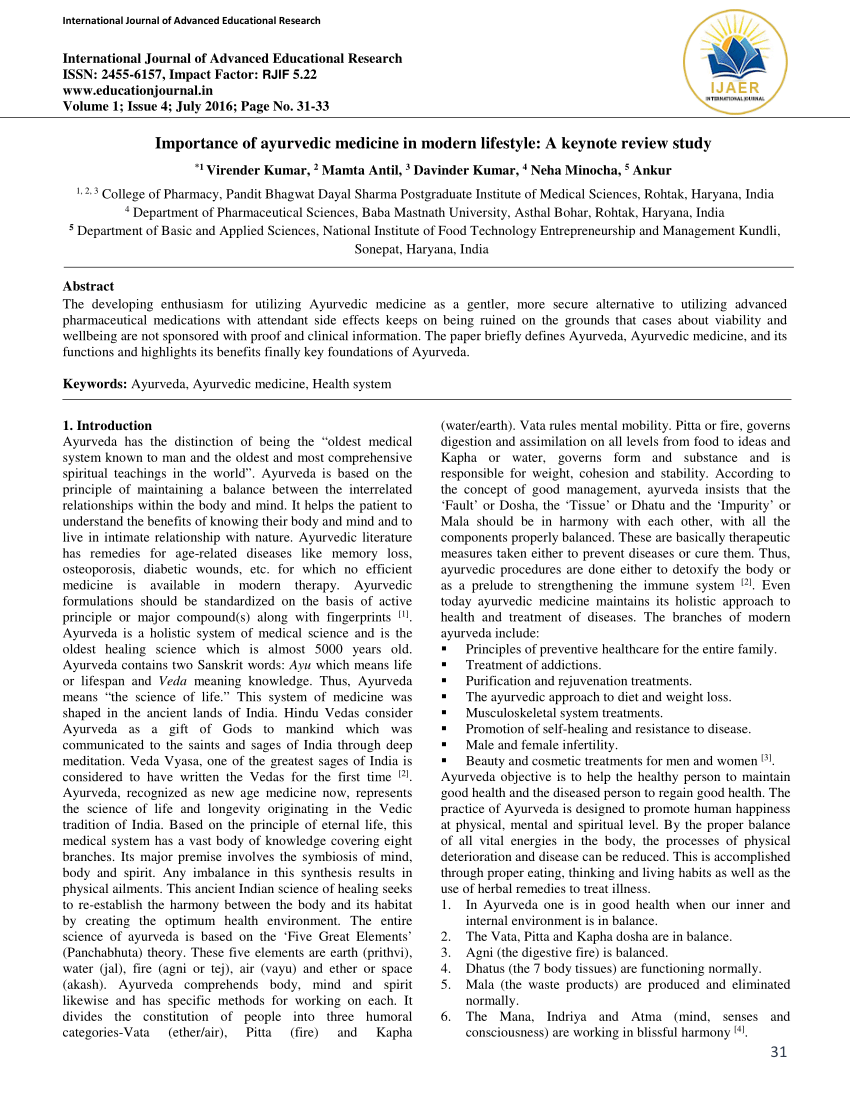 International Journal of Advanced Educational Research
International Journal of Advanced Educational Research
ISSN: 2455-6157, Impact Factor: RJIF 5.22
www.educationjournal.in
Volume 1; Issue 4; July 2016; Page No. 31-33
IJAER
INTERNATIONAL JOURNAL
Importance of ayurvedic medicine in modern lifestyle: A keynote review study
*1 Virender Kumar, 2 Mamta Antil, 3 Davinder Kumar, 4 Neha Minocha, 5 Ankur
1, 2, 3 College of Pharmacy, Pandit Bhagwat Dayal Sharma Postgraduate Institute of Medical Sciences, Rohtak, Haryana, India
4 Department of Pharmaceutical Sciences, Baba Mastnath University, Asthal Bohar, Rohtak, Haryana, India
5 Department of Basic and Applied Sciences, National Institute of Food Technology Entrepreneurship and Management Kundli,
Sonepat, Haryana, India
Abstract
The developing enthusiasm for utilizing Ayurvedic medicine as a gentler, more secure alternative to utilizing advanced
pharmaceutical medications with attendant side effects keeps on being ruined on the grounds that cases about viability and
wellbeing are not sponsored with proof and clinical information. The paper briefly defines Ayurveda, Ayurvedic medicine, and its
functions and highlights its benefits finally key foundations of Ayurveda.
Keywords: Ayurveda, Ayurvedic medicine, Health system
1. Introduction
Ayurveda has the distinction of being the “oldest medical
system known to man and the oldest and most comprehensive
spiritual teachings in the world”. Ayurveda is based on the
principle of maintaining a balance between the interrelated
relationships within the body and mind. It helps the patient to
understand the benefits of knowing their body and mind and to
live in intimate relationship with nature. Ayurvedic literature
has remedies for age-related diseases like memory loss,
osteoporosis, diabetic wounds, etc. for which no efficient
medicine is available in modern therapy. Ayurvedic
formulations should be standardized on the basis of active
principle or major compound(s) along with fingerprints [1].
Ayurveda is a holistic system of medical science and is the
oldest healing science which is almost 5000 years old.
Ayurveda contains two Sanskrit words: Ayu which means life
or lifespan and Veda meaning knowledge. Thus, Ayurveda
means “the science of life.” This system of medicine was
shaped in the ancient lands of India. Hindu Vedas consider
Ayurveda as a gift of Gods to mankind which was
communicated to the saints and sages of India through deep
meditation. Veda Vyasa, one of the greatest sages of India is
considered to have written the Vedas for the first time [2].
Ayurveda, recognized as new age medicine now, represents
the science of life and longevity originating in the Vedic
tradition of India. Based on the principle of eternal life, this
medical system has a vast body of knowledge covering eight
branches. Its major premise involves the symbiosis of mind,
body and spirit. Any imbalance in this synthesis results in
physical ailments. This ancient Indian science of healing seeks
to re-establish the harmony between the body and its habitat
by creating the optimum health environment. The entire
science of ayurveda is based on the ‘Five Great Elements’
(Panchabhuta) theory. These five elements are earth (prithvi),
water (jal), fire (agni or tej), air (vayu) and ether or space
(akash). Ayurveda comprehends body, mind and spirit
likewise and has specific methods for working on each. It
divides the constitution of people into three humoral
categories-Vata (ether/air), Pitta (fire) and Kapha
(water/earth). Vata rules mental mobility. Pitta or fire, governs
digestion and assimilation on all levels from food to ideas and
Kapha or water, governs form and substance and is
responsible for weight, cohesion and stability. According to
the concept of good management, ayurveda insists that the
‘Fault’ or Dosha, the ‘Tissue’ or Dhatu and the ‘Impurity’ or
Mala should be in harmony with each other, with all the
components properly balanced. These are basically therapeutic
measures taken either to prevent diseases or cure them. Thus,
ayurvedic procedures are done either to detoxify the body or
as a prelude to strengthening the immune system [2]. Even
today ayurvedic medicine maintains its holistic approach to
health and treatment of diseases. The branches of modern
ayurveda include:
▪ Principles of preventive healthcare for the entire family.
▪ Treatment of addictions.
▪ Purification and rejuvenation treatments.
▪ The ayurvedic approach to diet and weight loss.
▪ Musculoskeletal system treatments.
▪ Promotion of self-healing and resistance to disease.
▪ Male and female infertility.
▪ Beauty and cosmetic treatments for men and women [3].
Ayurveda objective is to help the healthy person to maintain
good health and the diseased person to regain good health. The
practice of Ayurveda is designed to promote human happiness
at physical, mental and spiritual level. By the proper balance
of all vital energies in the body, the processes of physical
deterioration and disease can be reduced. This is accomplished
through proper eating, thinking and living habits as well as the
use of herbal remedies to treat illness.
1. In Ayurveda one is in good health when our inner and
internal environment is in balance.
2. The Vata, Pitta and Kapha dosha are in balance.
3. Agni (the digestive fire) is balanced.
4. Dhatus (the 7 body tissues) are functioning normally.
5. Mala (the waste products) are produced and eliminated
normally.
6. The Mana, Indriya and Atma (mind, senses and
consciousness) are working in blissful harmony [4].
31